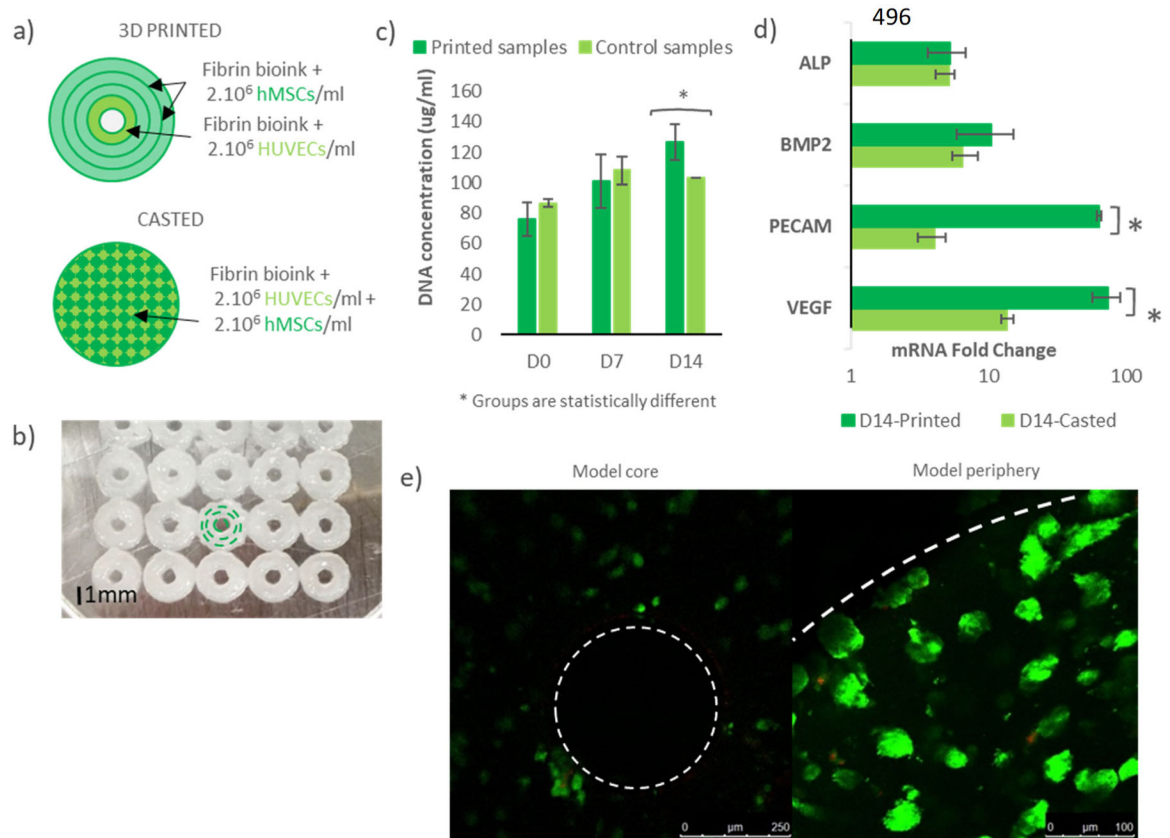 a)
3D PRINTED
Fibrin bioink +
2.10⁶ hMSCs/ml
Fibrin bioink +
2.10⁶ HUVECs/ml
CASTED
Fibrin bioink +
2.10⁶ HUVECs/ml +
2.10⁶ hMSCs/ml
b)
1mm
c)
Printed samples Control samples
DNA concentration (ug/ml)
160
140
120
100
80
60
40
20
0
*
D0 D7 D14
* Groups are statistically different
496
d)
ALP
BMP2
PECAM
*
VEGF
*
mRNA Fold Change
1 10 100
D14-Printed D14-Casted
e)
Model core Model periphery
0 µm 250
0 µm 100